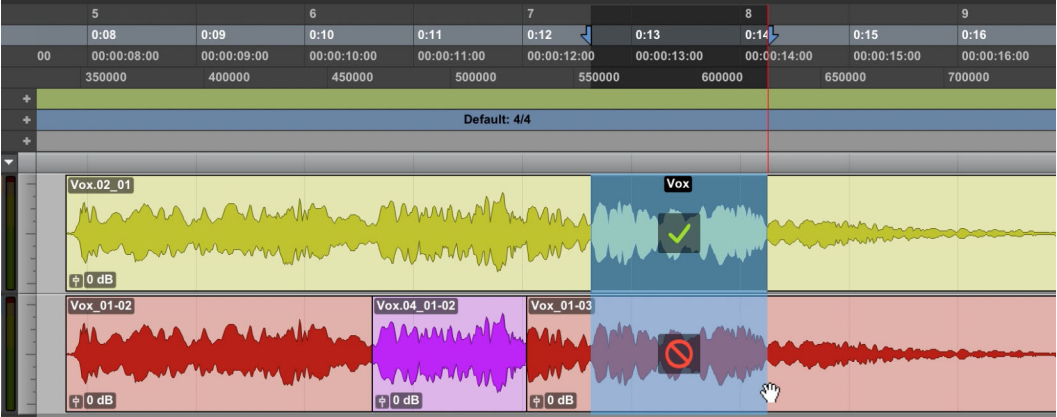 5 6 7 8 9
0:08 0:09 0:10 0:11 0:12 0:13 0:14 0:15 0:16
00 00:00:08:00 00:00:09:00 00:00:10:00 00:00:11:00 00:00:12:00 00:00:13:00 00:00:14:00 00:00:15:00 00:00:16:00
350000 400000 450000 500000 550000 600000 650000 700000
Default: 4/4
Vox.02_01 Vox
0 dB
Vox_01-02 Vox.04_01-02 Vox_01-03
0 dB 0 dB 0 dB